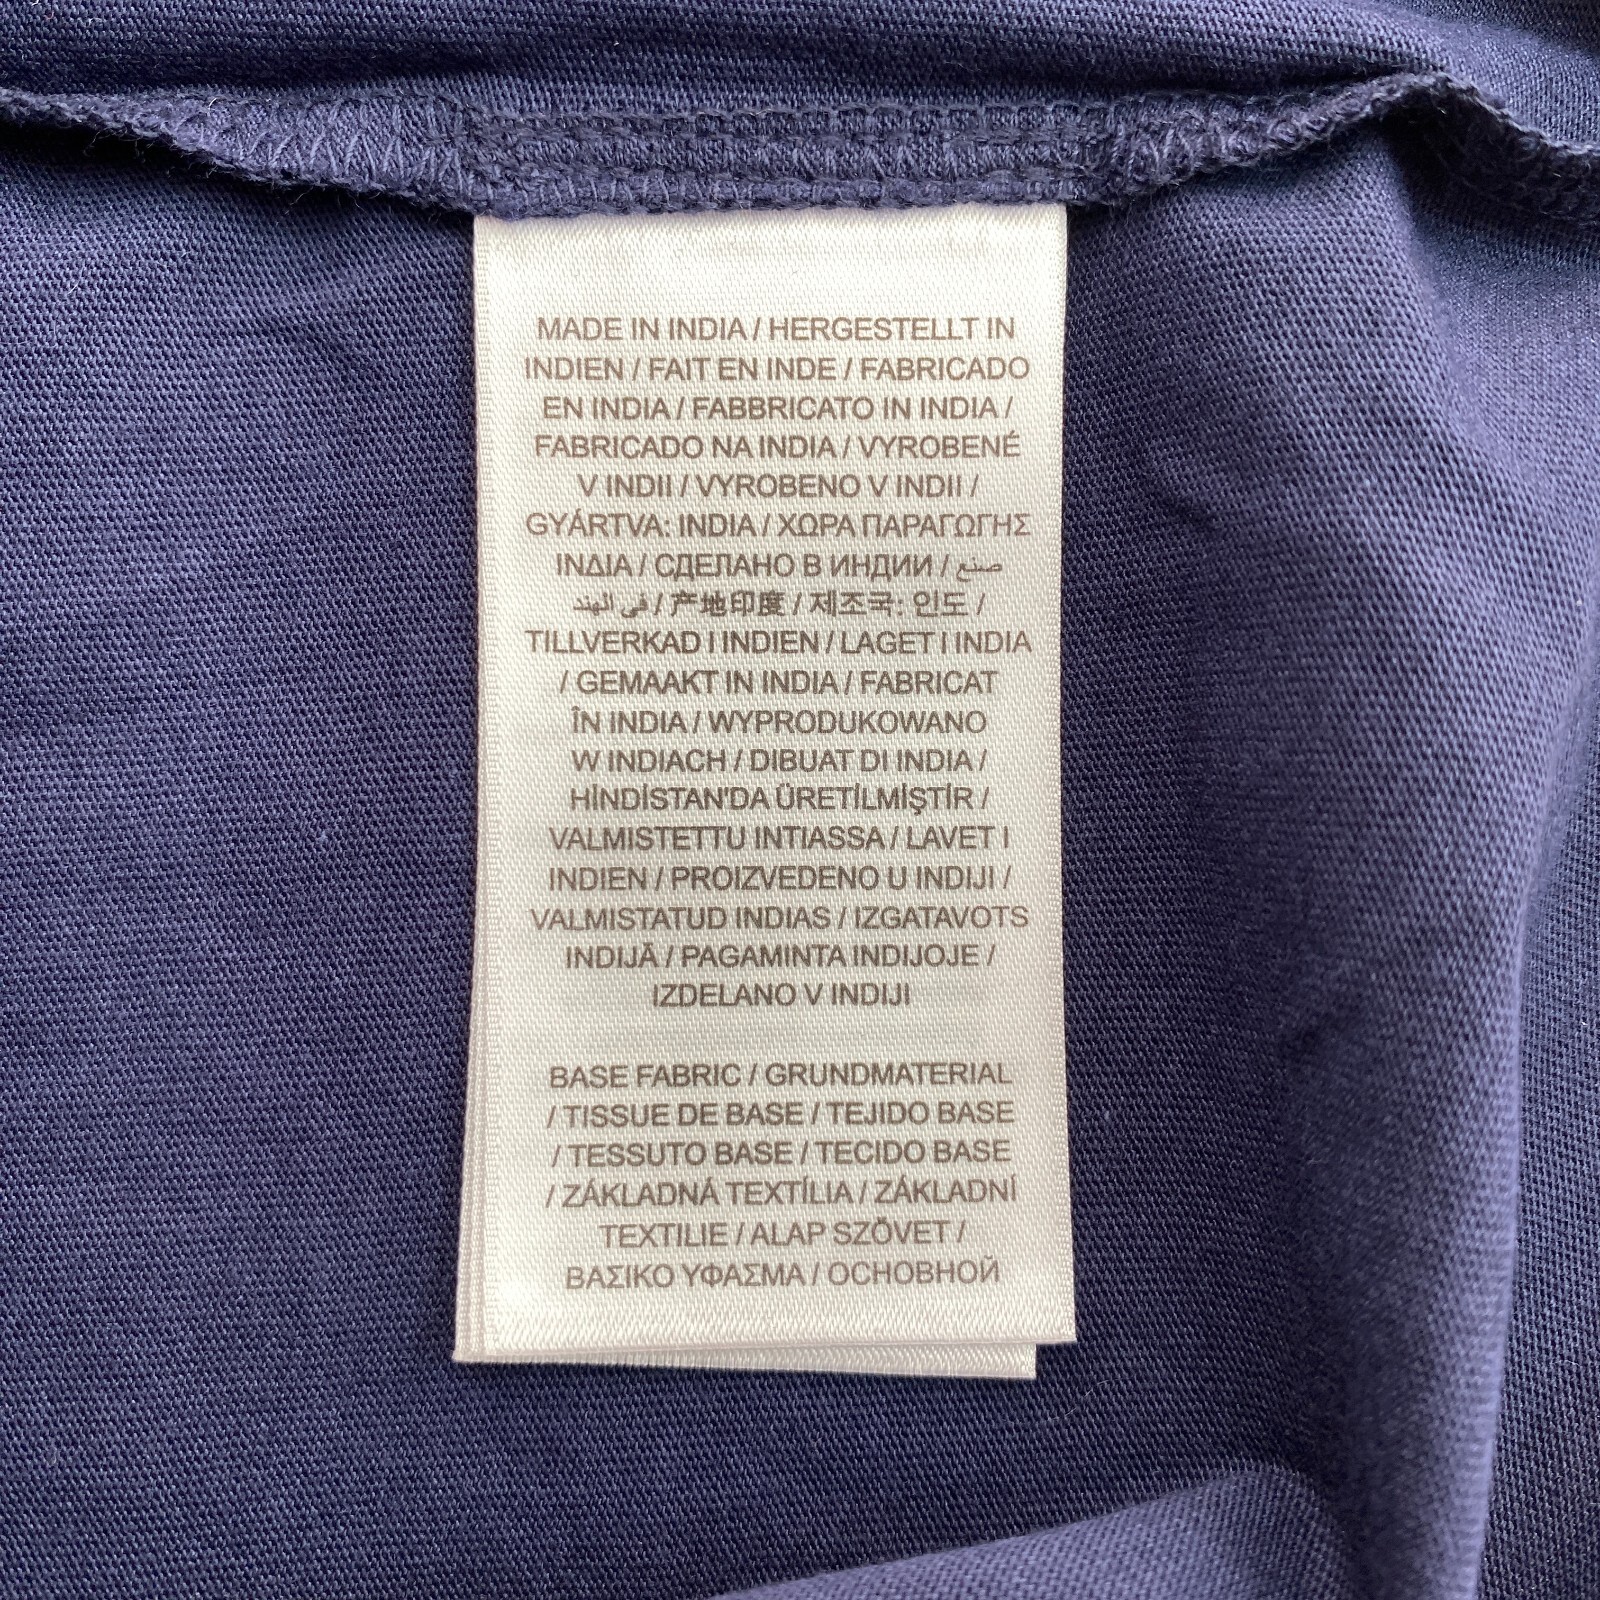 MADE IN INDIA / HERGESTELLT IN
INDIEN / FAIT EN INDE / FABRICADO
EN INDIA / FABBRICATO IN INDIA /
FABRICADO NA INDIA / VYROBENÉ
V INDII / VYROBENO V INDII /
GYÁRTVA: INDIA / ΧΩΡΑ ΠΑΡΑΓΩΓΗΣ
ΙΝΔΙΑ / СДЕЛАНО В ИНДИИ / صنع
في الهند / 产地印度 / 제조국: 인도 /
TILLVERKAD I INDIEN / LAGET I INDIA
/ GEMAAKT IN INDIA / FABRICAT
ÎN INDIA / WYPRODUKOWANO
W INDIACH / DIBUAT DI INDIA /
HİNDİSTAN'DA ÜRETİLMİŞTİR /
VALMISTETTU INTIASSA / LAVET I
INDIEN / PROIZVEDENO U INDIJI /
VALMISTATUD INDIAS / IZGATAVOTS
INDIJĀ / PAGAMINTA INDIJOJE /
IZDELANO V INDIJI
BASE FABRIC / GRUNDMATERIAL
/ TISSUE DE BASE / TEJIDO BASE
/ TESSUTO BASE / TECIDO BASE
/ ZÁKLADNÁ TEXTÍLIA / ZÁKLADNÍ
TEXTILIE / ALAP SZÖVET /
ΒΑΣΙΚΟ ΥΦΑΣΜΑ / ОСНОВНОЙ